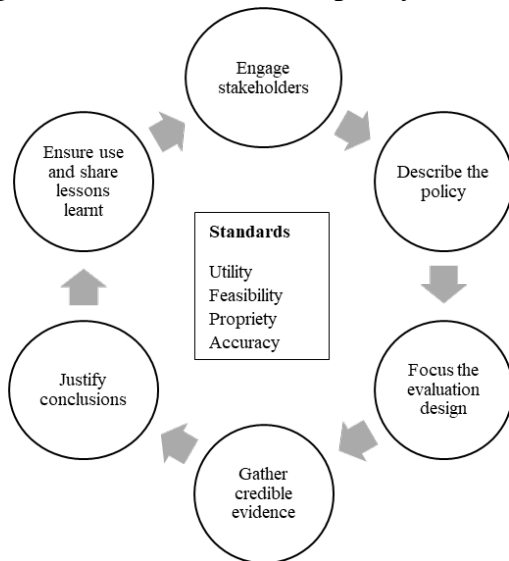 Engage
stakeholders
Describe the
policy
Focus the
evaluation
design
Gather
credible
evidence
Justify
conclusions
Ensure use
and share
lessons
learnt
Standards
Utility
Feasibility
Propriety
Accuracy